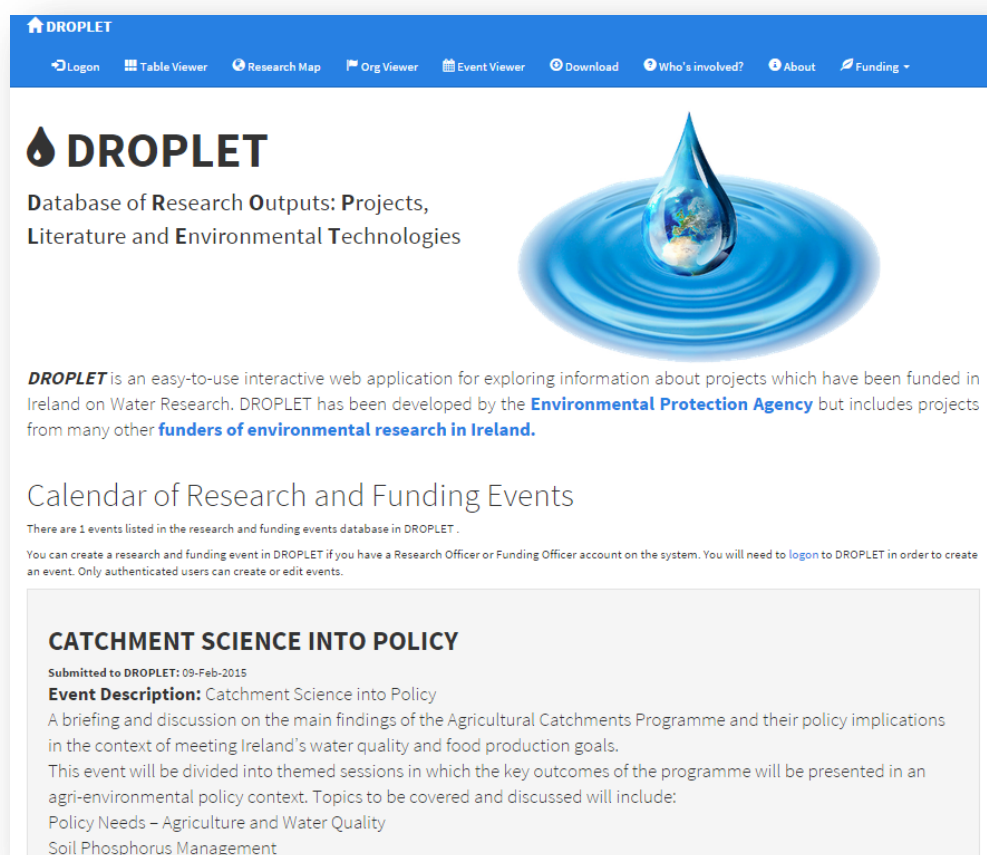 DROPLET
Logon Table Viewer Research Map Org Viewer Event Viewer Download Who's involved? About Funding
DROPLET
Database of Research Outputs: Projects,
Literature and Environmental Technologies
DROPLET is an easy-to-use interactive web application for exploring information about projects which have been funded in
Ireland on Water Research. DROPLET has been developed by the Environmental Protection Agency but includes projects
from many other funders of environmental research in Ireland.
Calendar of Research and Funding Events
There are 1 events listed in the research and funding events database in DROPLET .
You can create a research and funding event in DROPLET if you have a Research Officer or Funding Officer account on the system. You will need to logon to DROPLET in order to create
an event. Only authenticated users can create or edit events.
CATCHMENT SCIENCE INTO POLICY
Submitted to DROPLET: 09-Feb-2015
Event Description: Catchment Science into Policy
A briefing and discussion on the main findings of the Agricultural Catchments Programme and their policy implications
in the context of meeting Ireland's water quality and food production goals.
This event will be divided into themed sessions in which the key outcomes of the programme will be presented in an
agri-environmental policy context. Topics to be covered and discussed will include:
Policy Needs – Agriculture and Water Quality
Soil Phosphorus Management